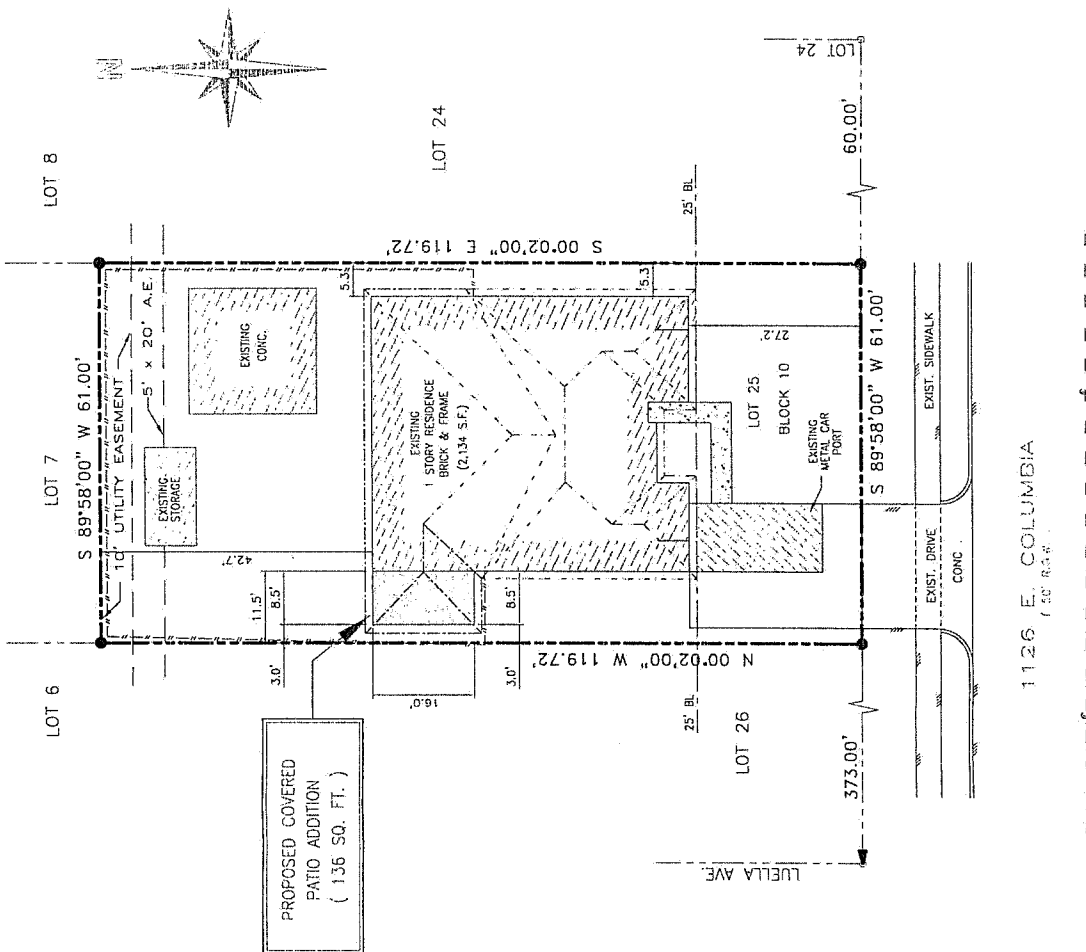 N
LOT 8
LOT 7
LOT 6
LOT 24
LOT 24
S 89°58'00" W 61.00'
10' UTILITY EASEMENT
5' x 20' A.E.
EXISTING
STORAGE
EXISTING
CONC.
S 00°02'00" E 119.72'
5.3
5.3
42.7'
11.5'
8.5'
3.0'
8.5'
3.0'
16.0'
EXISTING
1 STORY RESIDENCE
BRICK & FRAME
(2,134 S.F.)
PROPOSED COVERED
PATIO ADDITION
( 136 SQ. FT. )
N 00°02'00" W 119.72'
25' BL
25' BL
27.2'
LOT 25
BLOCK 10
EXISTING
METAL CAR
PORT
LOT 26
60.00'
S 89°58'00" W 61.00'
373.00'
LUELLA AVE.
EXIST. SIDEWALK
EXIST. DRIVE
CONC.
1126 E. COLUMBIA